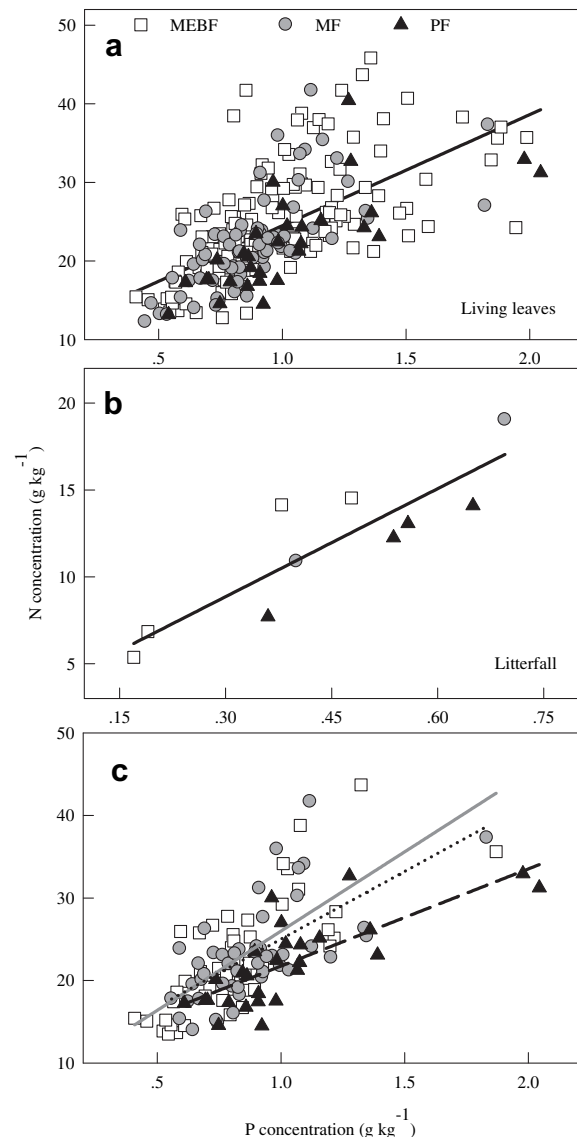 MEBF MF PF
a
50
40
30
20
10
Living leaves
.5 1.0 1.5 2.0
b
20
15
10
5
Litterfall
.15 .30 .45 .60 .75
N concentration (g kg-1)
c
50
40
30
20
10
.5 1.0 1.5 2.0
P concentration (g kg-1)